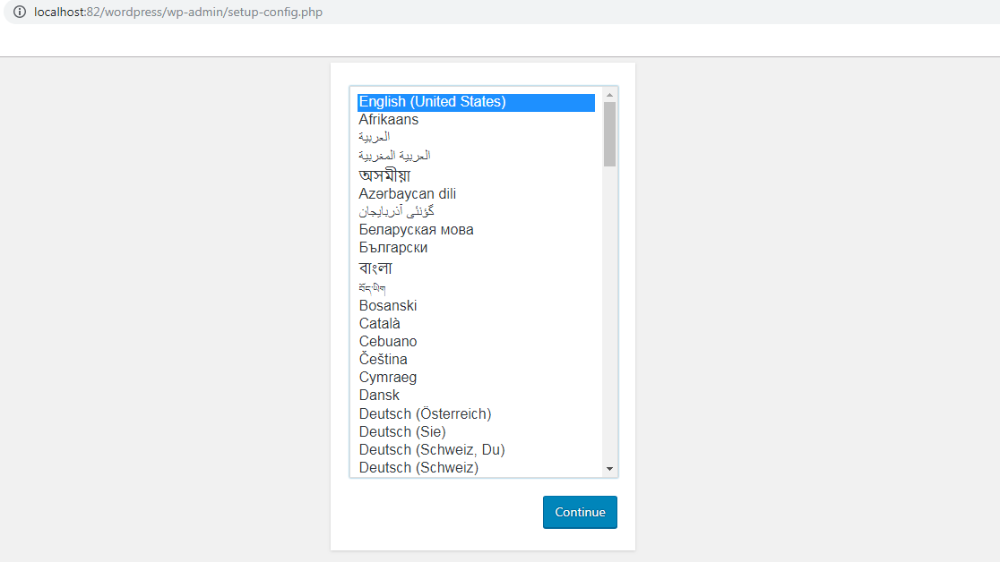 localhost:82/wordpress/wp-admin/setup-config.php
English (United States)
Afrikaans
العربية
العربية المغربية
অসমীয়া
Azərbaycan dili
گؤنئی آذربایجان
Беларуская мова
Български
বাংলা
བོད་ཡིག
Bosanski
Català
Cebuano
Čeština
Cymraeg
Dansk
Deutsch (Österreich)
Deutsch (Sie)
Deutsch (Schweiz, Du)
Deutsch (Schweiz)
Continue